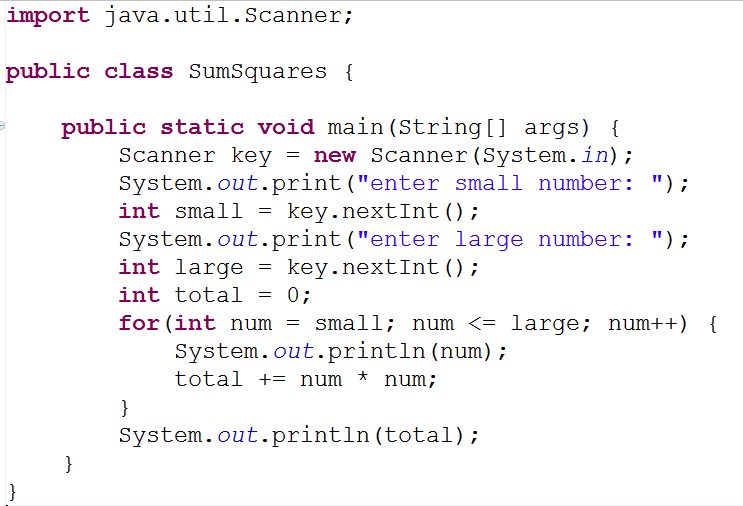 import java.util.Scanner;
public class SumSquares {
public static void main(String[] args) {
Scanner key = new Scanner(System.in);
System.out.print("enter small number: ");
int small = key.nextInt();
System.out.print("enter large number: ");
int large = key.nextInt();
int total = 0;
for(int num = small; num <= large; num++) {
System.out.println(num);
total += num * num;
}
System.out.println(total);
}
}